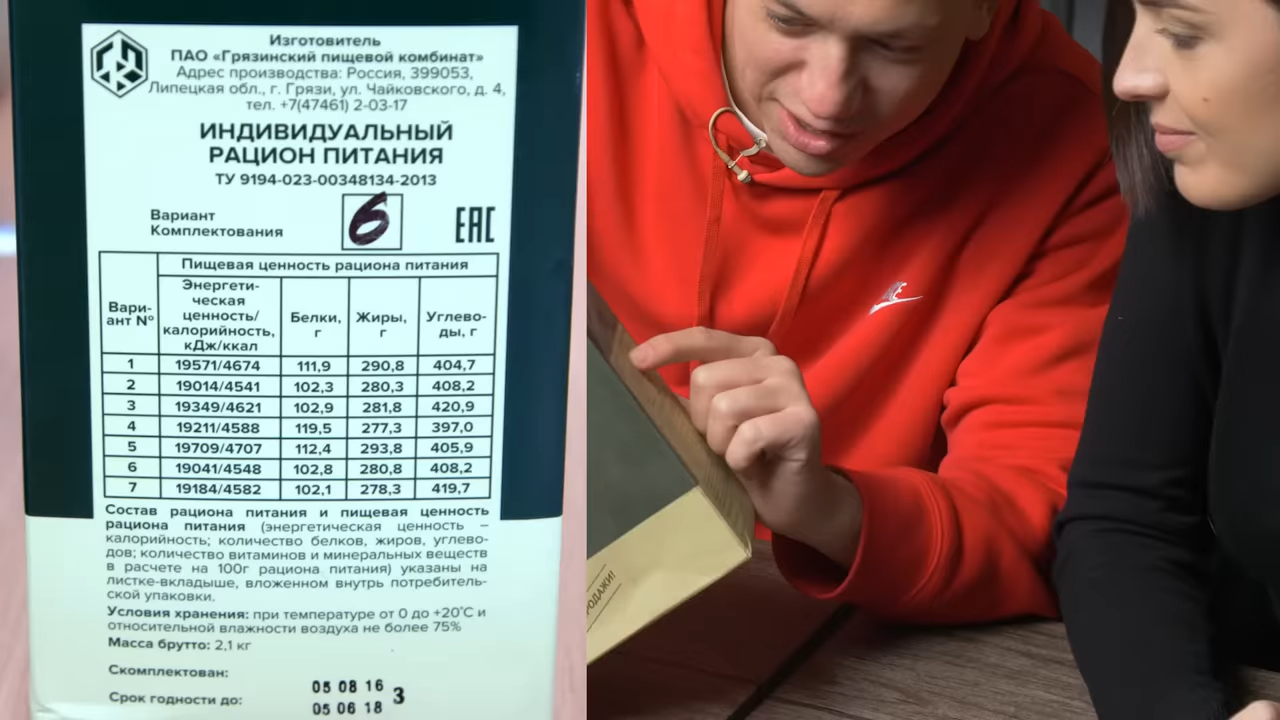 Изготовитель
ПАО «Грязинский пищевой комбинат»
Адрес производства: Россия, 399053,
Липецкая обл., г. Грязи, ул. Чайковского, д. 4,
тел. +7(47461) 2-03-17
ИНДИВИДУАЛЬНЫЙ
РАЦИОН ПИТАНИЯ
ТУ 9194-023-00348134-2013
Вариант
Комплектования
6
EAC
Вари-
ант №
Пищевая ценность рациона питания
Энергети-
ческая
ценность/
калорийность,
кДж/ккал
Белки,
г
Жиры,
г
Углево-
ды, г
1 19571/4674 111,9 290,8 404,7
2 19014/4541 102,3 280,3 408,2
3 19349/4621 102,9 281,8 420,9
4 19211/4588 119,5 277,3 397,0
5 19709/4707 112,4 293,8 405,9
6 19041/4548 102,8 280,8 408,2
7 19184/4582 102,1 278,3 419,7
Состав рациона питания и пищевая ценность
рациона питания (энергетическая ценность –
калорийность; количество белков, жиров, углево-
дов; количество витаминов и минеральных веществ
в расчете на 100г рациона питания) указаны на
листке-вкладыше, вложенном внутрь потребитель-
ской упаковки.
Условия хранения: при температуре от 0 до +20°С и
относительной влажности воздуха не более 75%
Масса брутто: 2,1 кг
Скомплектован:
05 08 16
3
Срок годности до:
05 06 18